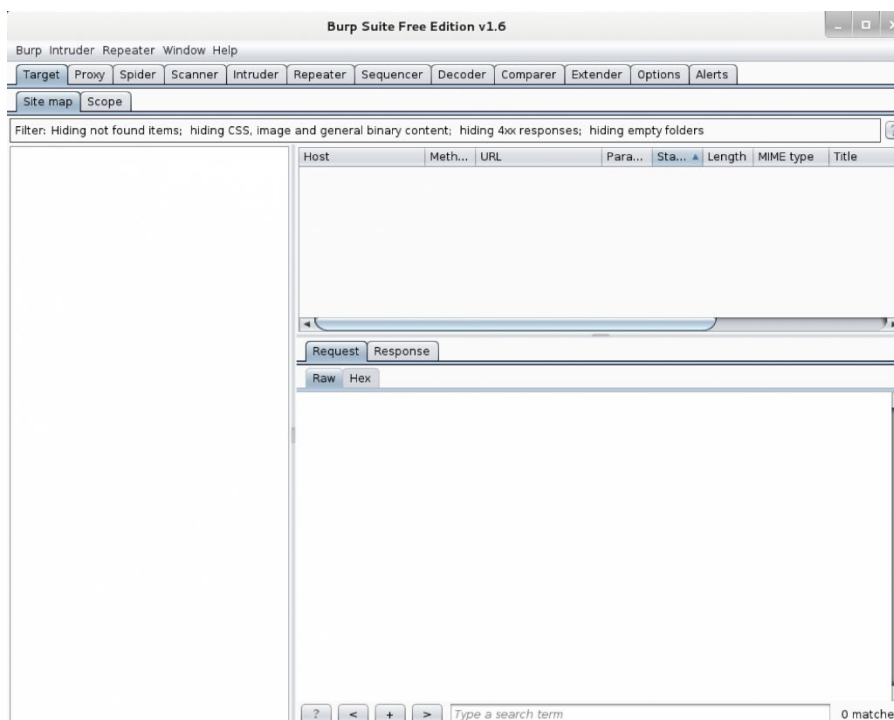 Burp Suite Free Edition v1.6
Burp Intruder Repeater Window Help
Target Proxy Spider Scanner Intruder Repeater Sequencer Decoder Comparer Extender Options Alerts
Site map Scope
Filter: Hiding not found items; hiding CSS, image and general binary content; hiding 4xx responses; hiding empty folders
Host Meth... URL Para... Sta... Length MIME type Title
Request Response
Raw Hex
? < + > Type a search term 0 matche